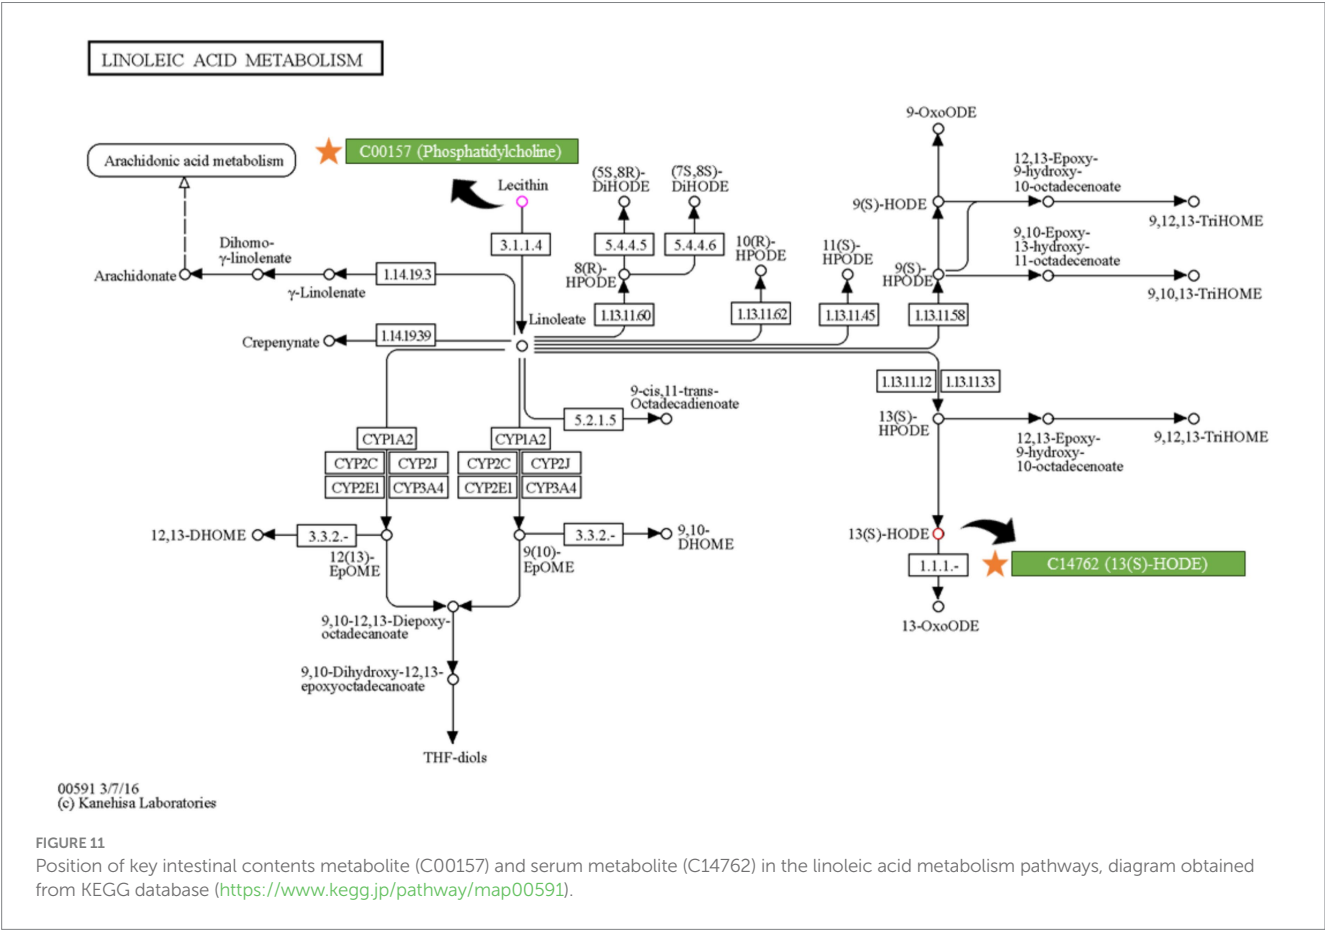 LINOLEIC ACID METABOLISM
Arachidonic acid metabolism
C00157 (Phosphatidylcholine)
Lecithin
3.1.1.4
Dihomo-
γ-linolenate
Arachidonate
γ-Linolenate
1.14.19.3
Crepenynate
1.14.19.39
Linoleate
(5S,8R)-
DiHODE
(7S,8S)-
DiHODE
5.4.4.5
5.4.4.6
8(R)-
HPODE
1.13.11.60
10(R)-
HPODE
1.13.11.62
11(S)-
HPODE
1.13.11.45
9-OxoODE
9(S)-HODE
9(S)-
HPODE
1.13.11.58
12,13-Epoxy-
9-hydroxy-
10-octadecenoate
9,12,13-TriHOME
9,10-Epoxy-
13-hydroxy-
11-octadecenoate
9,10,13-TriHOME
1.13.11.12
1.13.11.33
13(S)-
HPODE
12,13-Epoxy-
9-hydroxy-
10-octadecenoate
9,12,13-TriHOME
13(S)-HODE
C14762 (13(S)-HODE)
1.1.1.-
13-OxoODE
9-cis,11-trans-
Octadecadienoate
5.2.1.5
CYP1A2
CYP2C
CYP2J
CYP2E1
CYP3A4
CYP1A2
CYP2C
CYP2J
CYP2E1
CYP3A4
12,13-DHOME
3.3.2.-
12(13)-
EpOME
9(10)-
EpOME
3.3.2.-
9,10-
DHOME
9,10-12,13-Diepoxy-
octadecanoate
9,10-Dihydroxy-12,13-
epoxyoctadecanoate
THF-diols
00591 3/7/16
(c) Kanehisa Laboratories
FIGURE 11
Position of key intestinal contents metabolite (C00157) and serum metabolite (C14762) in the linoleic acid metabolism pathways, diagram obtained
from KEGG database (https://www.kegg.jp/pathway/map00591).